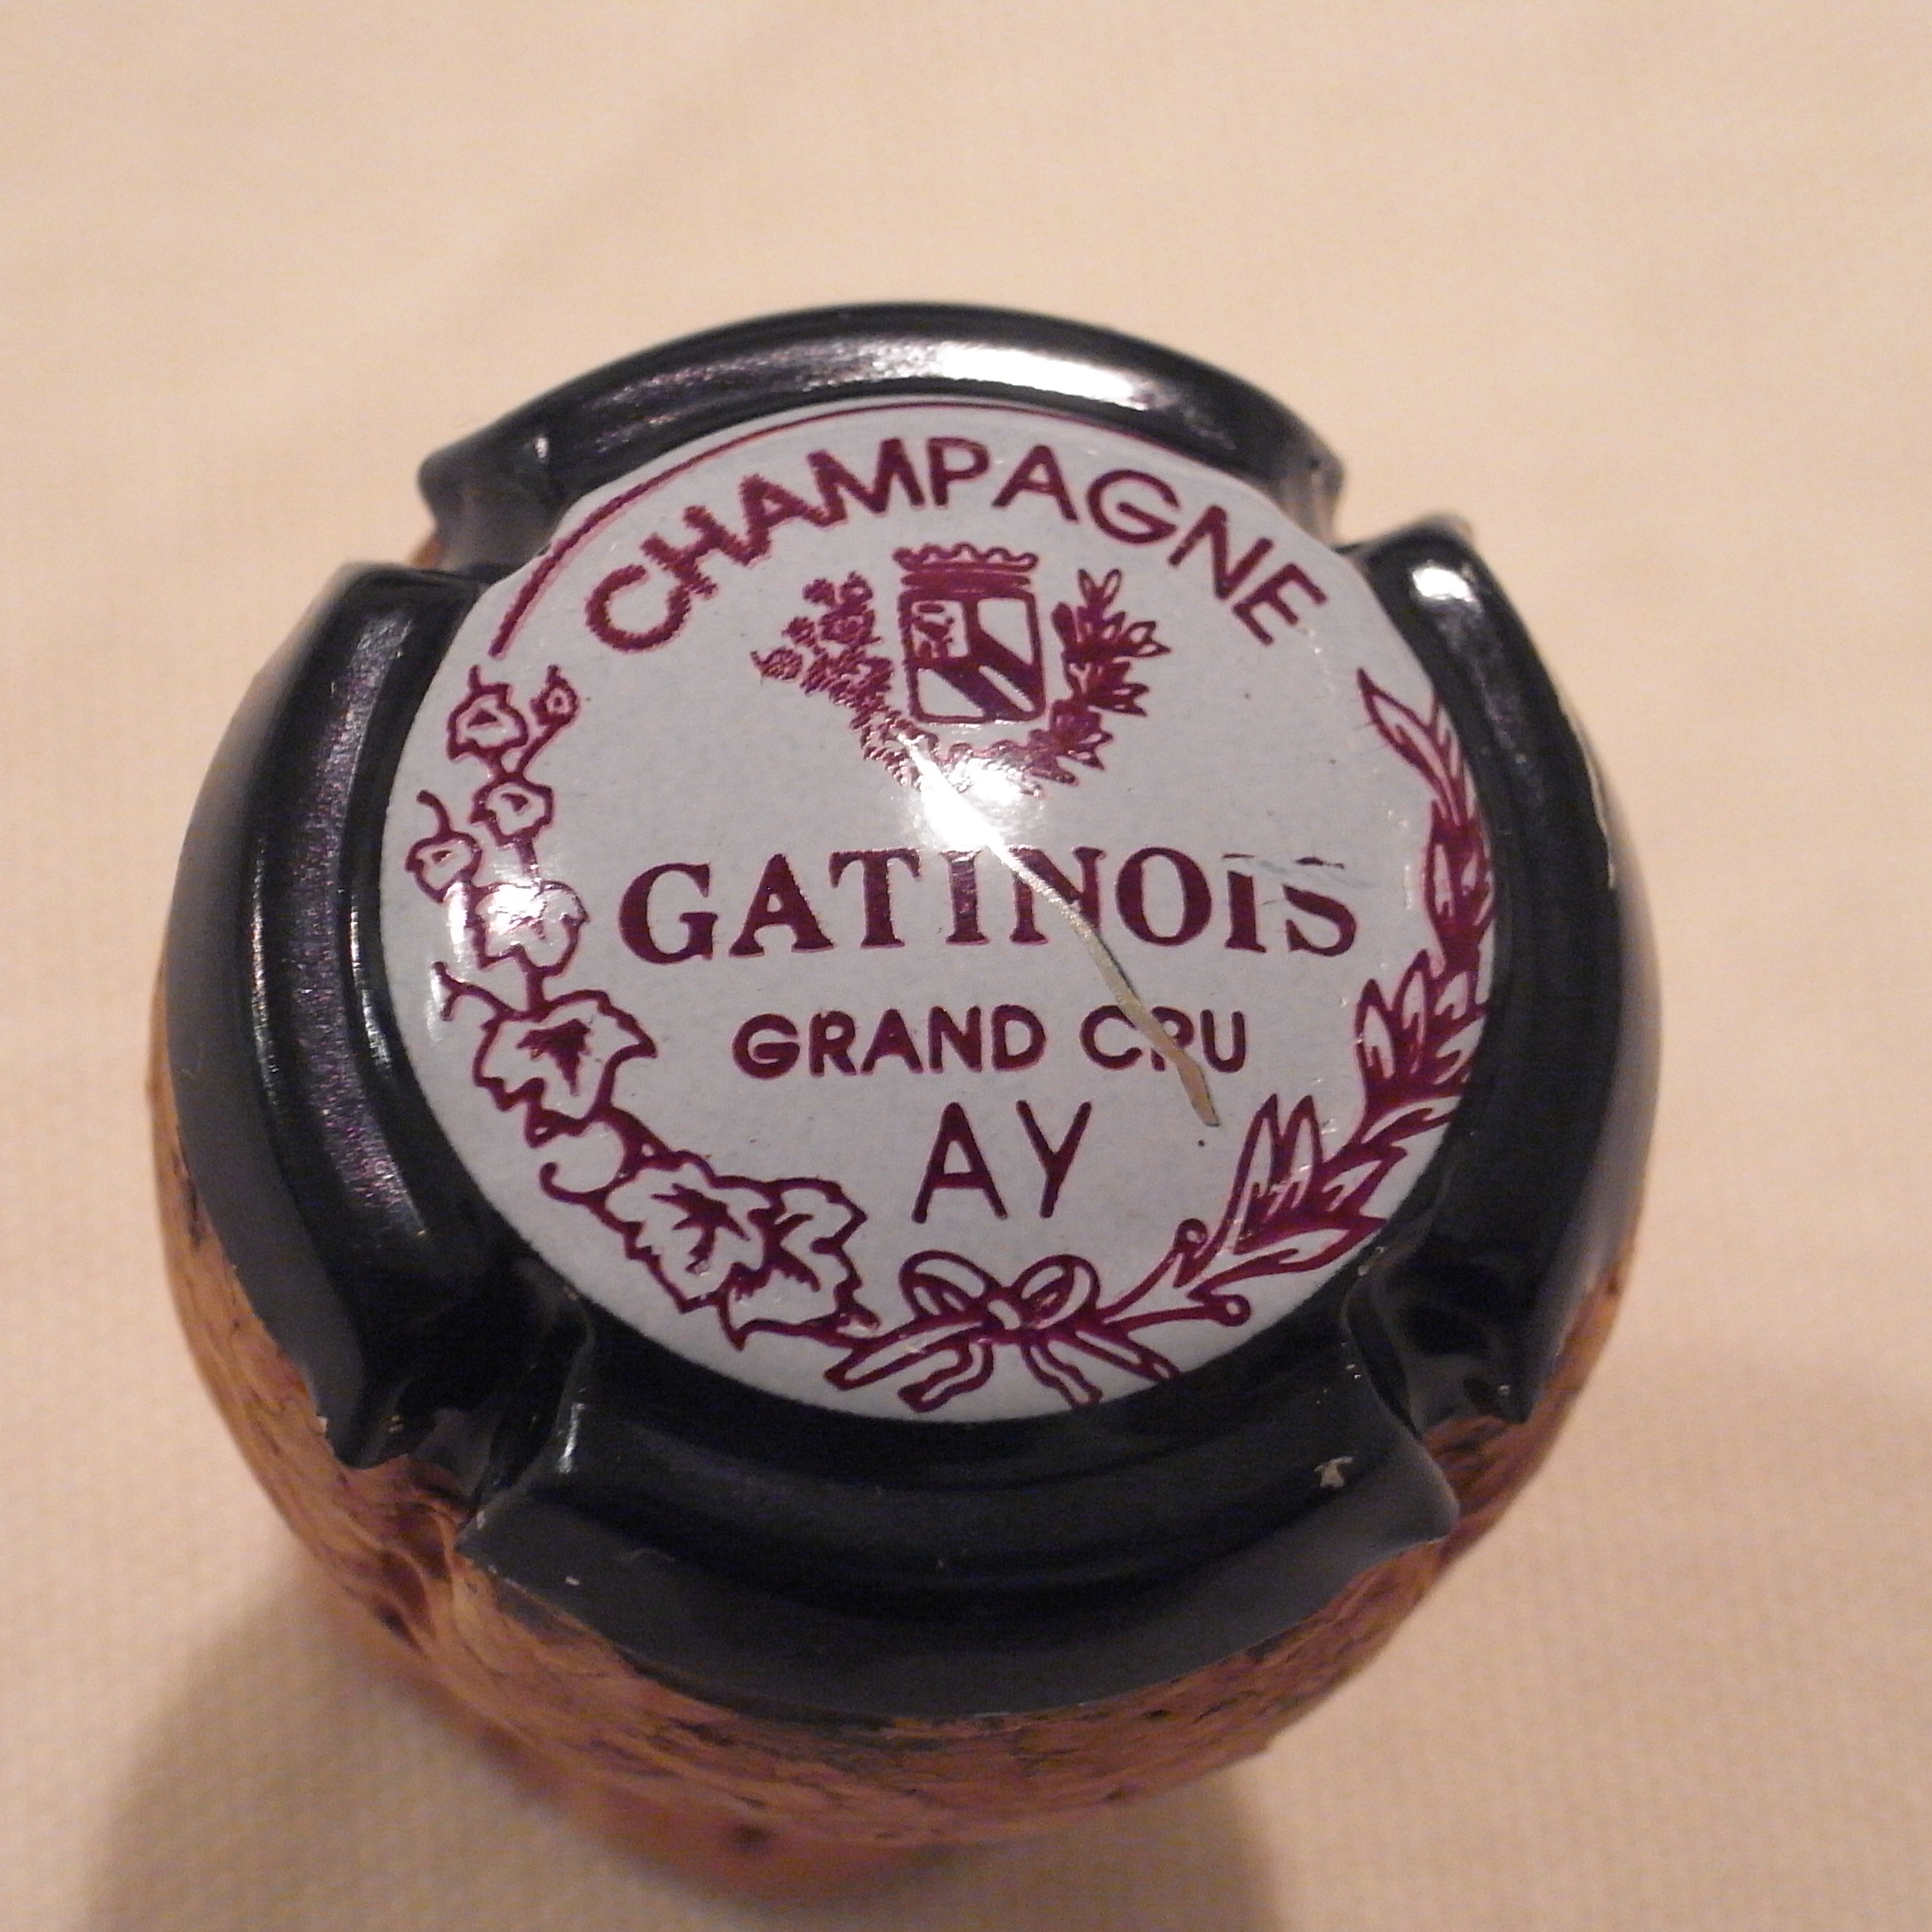 CHAMPAGNE
GATINOIS
GRAND CRU
AY